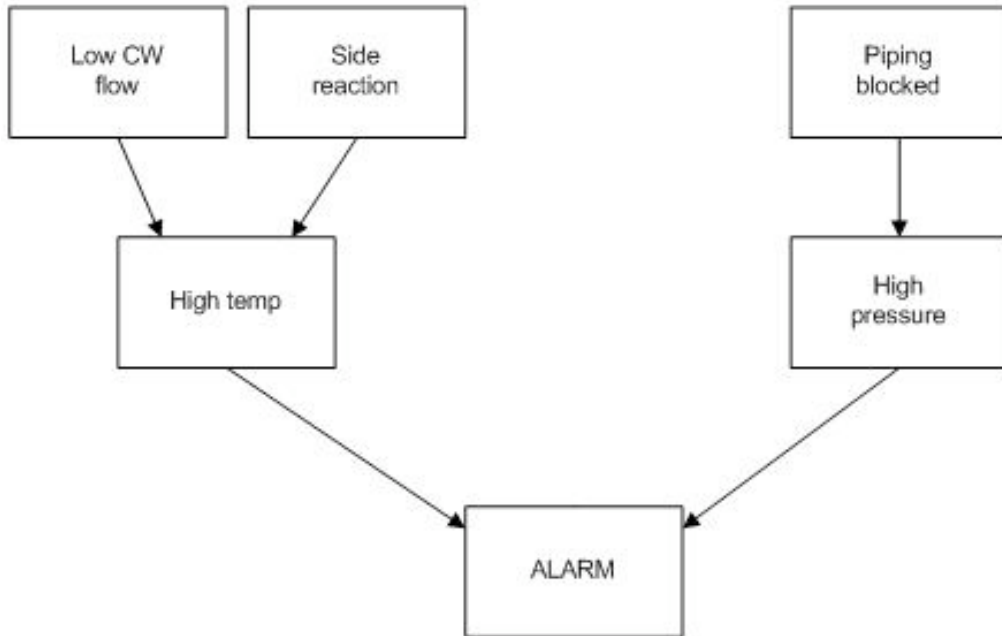 Low CW
flow
Side
reaction
Piping
blocked
High temp
High
pressure
ALARM